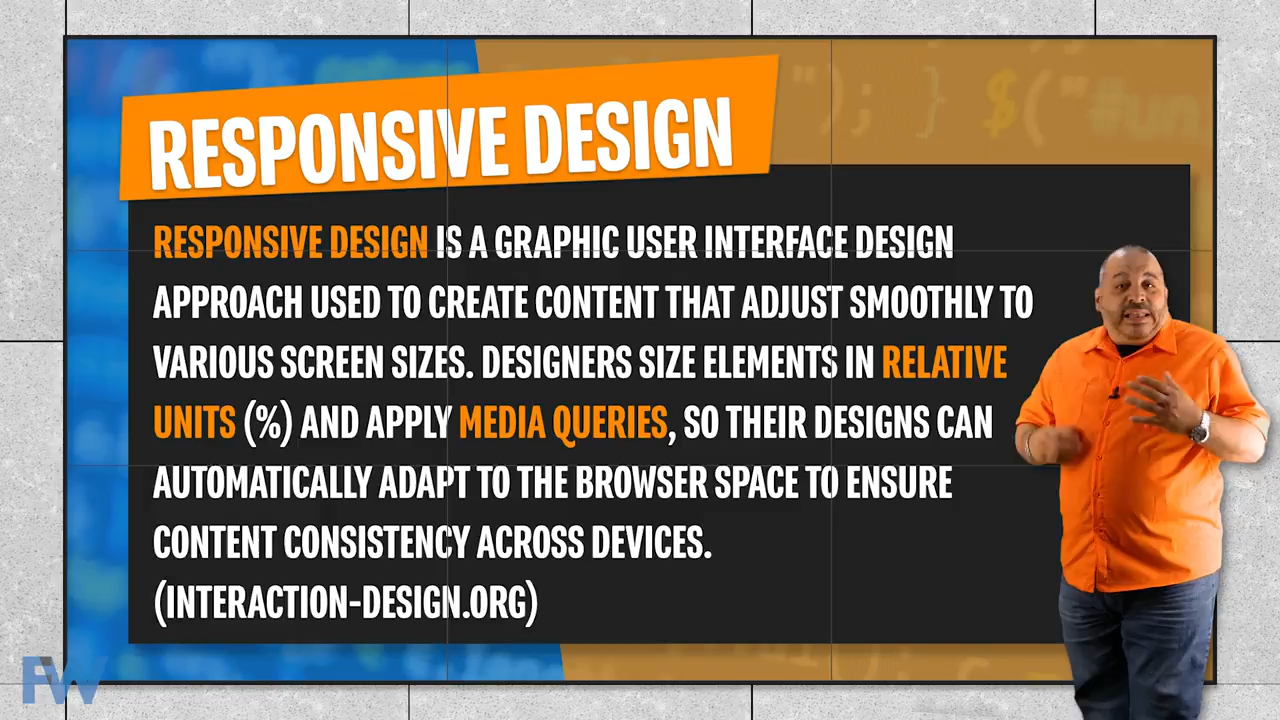 "); } $("#un
RESPONSIVE DESIGN
RESPONSIVE DESIGN IS A GRAPHIC USER INTERFACE DESIGN
APPROACH USED TO CREATE CONTENT THAT ADJUST SMOOTHLY TO
VARIOUS SCREEN SIZES. DESIGNERS SIZE ELEMENTS IN RELATIVE
UNITS (%) AND APPLY MEDIA QUERIES, SO THEIR DESIGNS CAN
AUTOMATICALLY ADAPT TO THE BROWSER SPACE TO ENSURE
CONTENT CONSISTENCY ACROSS DEVICES.
(INTERACTION-DESIGN.ORG)
FW